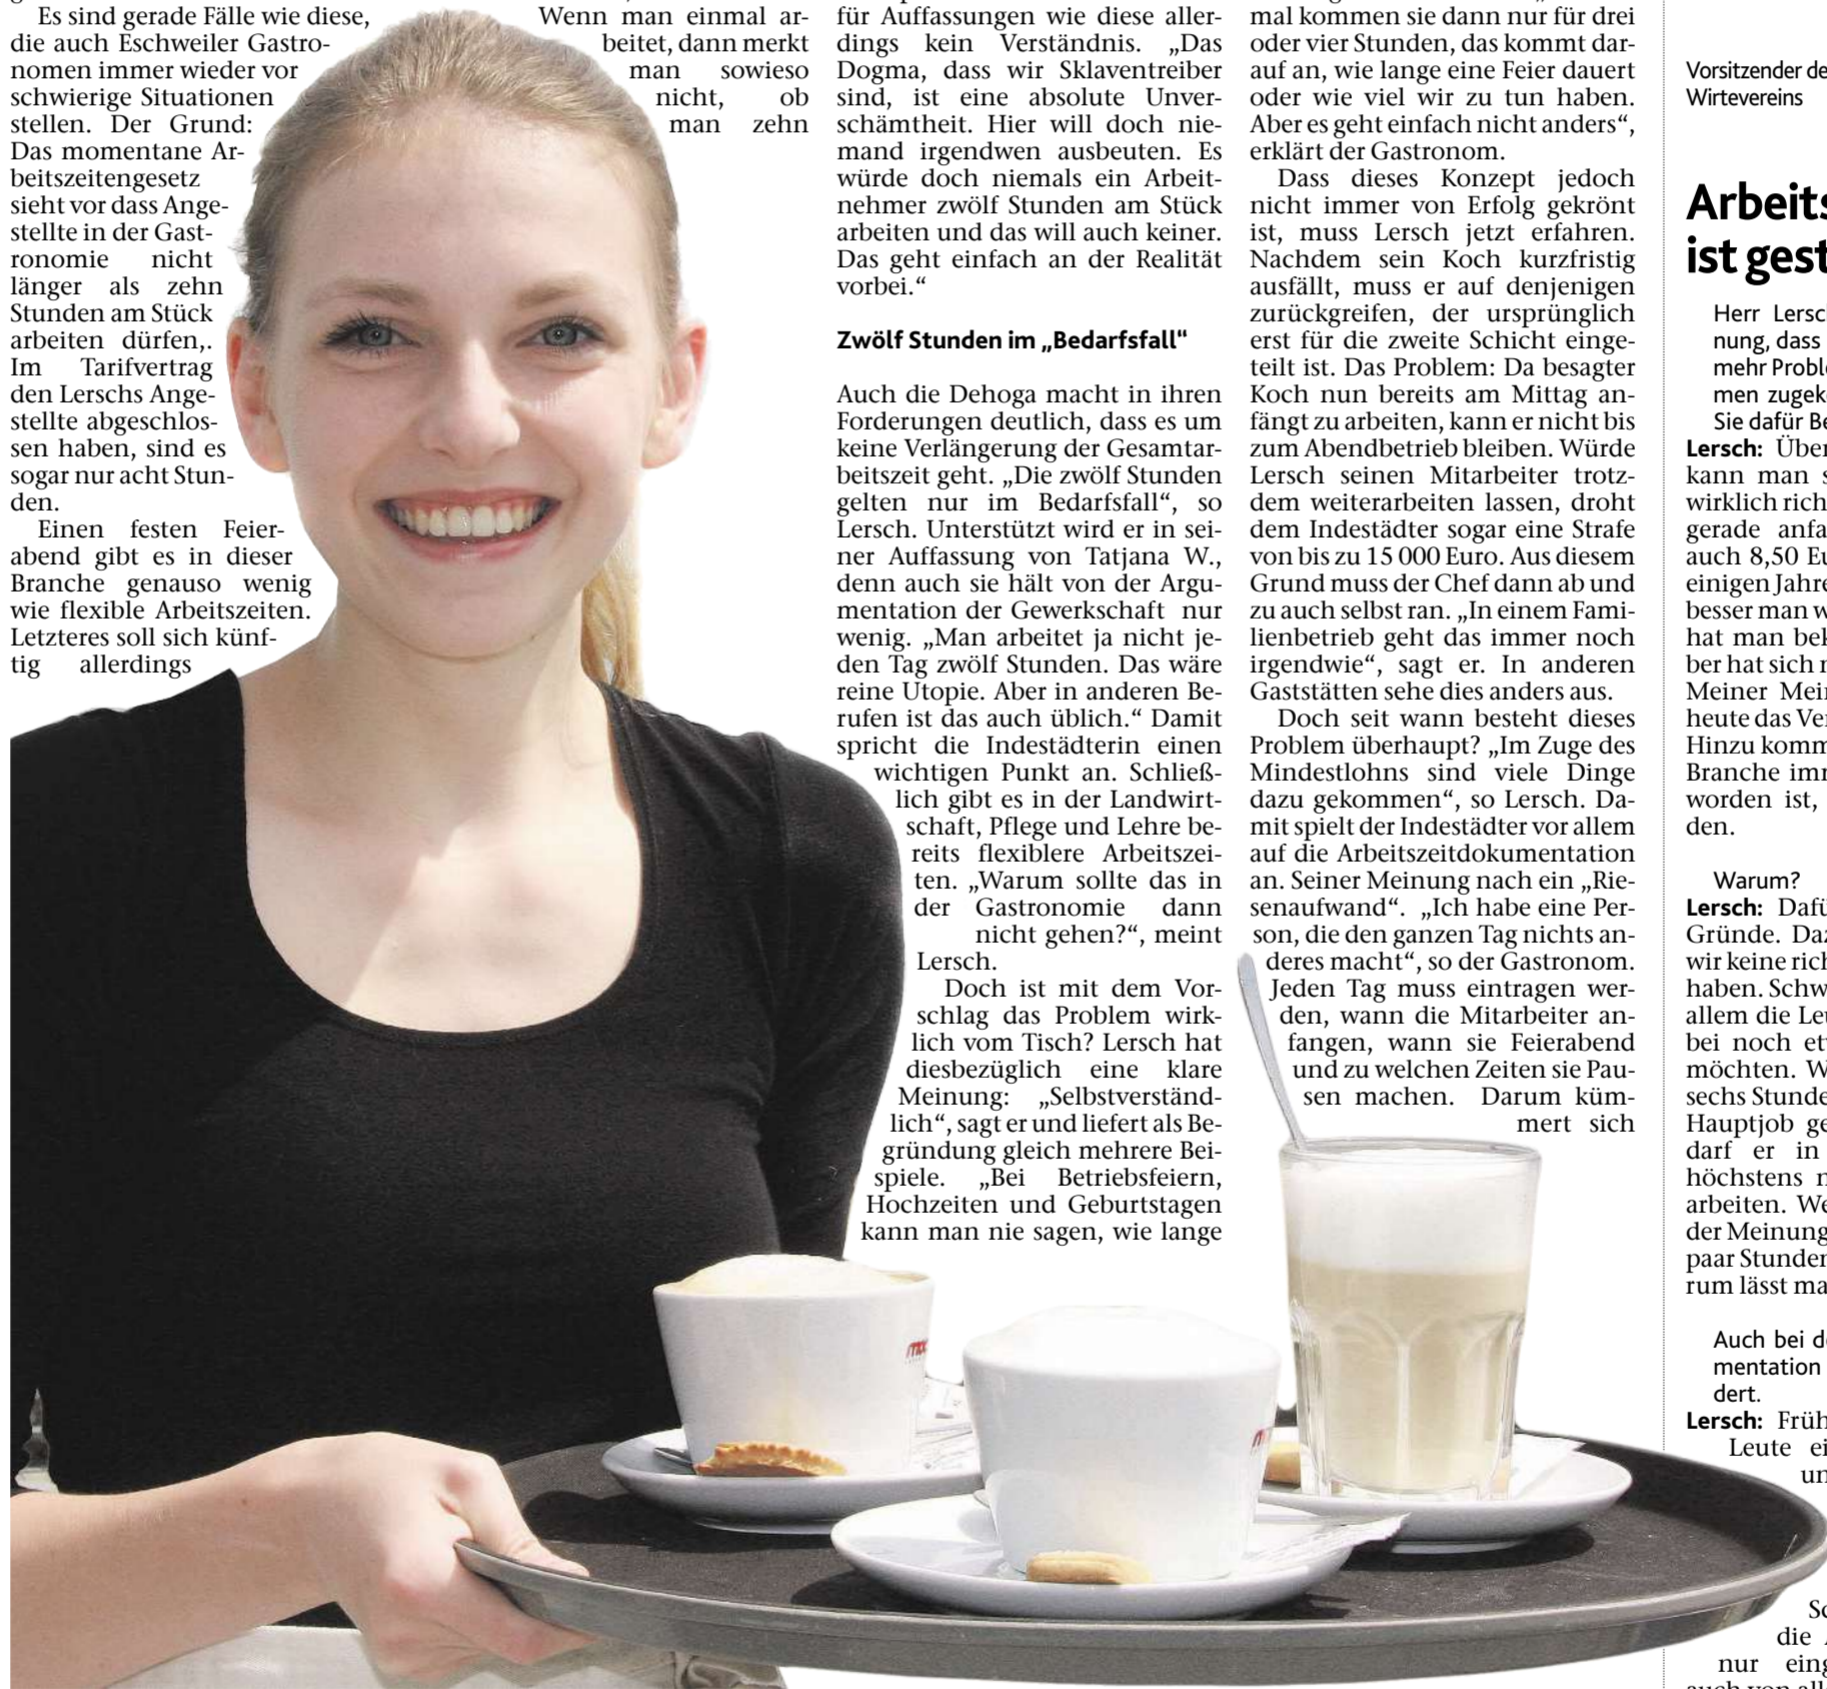 Es sind gerade Fälle wie diese,
die auch Eschweiler Gastro-
nomen immer wieder vor
schwierige Situationen
stellen. Der Grund:
Das momentane Ar-
beitszeitengesetz
sieht vor dass Ange-
stellte in der Gast-
ronomie nicht
länger als zehn
Stunden am Stück
arbeiten dürfen,.
Im Tarifvertrag
den Lerschs Ange-
stellte abgeschlos-
sen haben, sind es
sogar nur acht Stun-
den.
Einen festen Feier-
abend gibt es in dieser
Branche genauso wenig
wie flexible Arbeitszeiten.
Letzteres soll sich künf-
tig allerdings
Wenn man einmal ar-
beitet, dann merkt
man sowieso
nicht, ob
man zehn
für Auffassungen wie diese aller-
dings kein Verständnis. „Das
Dogma, dass wir Sklaventreiber
sind, ist eine absolute Unver-
schämtheit. Hier will doch nie-
mand irgendwen ausbeuten. Es
würde doch niemals ein Arbeit-
nehmer zwölf Stunden am Stück
arbeiten und das will auch keiner.
Das geht einfach an der Realität
vorbei.“
Zwölf Stunden im „Bedarfsfall“
Auch die Dehoga macht in ihren
Forderungen deutlich, dass es um
keine Verlängerung der Gesamtar-
beitszeit geht. „Die zwölf Stunden
gelten nur im Bedarfsfall“, so
Lersch. Unterstützt wird er in sei-
ner Auffassung von Tatjana W.,
denn auch sie hält von der Argu-
mentation der Gewerkschaft nur
wenig. „Man arbeitet ja nicht je-
den Tag zwölf Stunden. Das wäre
reine Utopie. Aber in anderen Be-
rufen ist das auch üblich.“ Damit
spricht die Indestädterin einen
wichtigen Punkt an. Schließ-
lich gibt es in der Landwirt-
schaft, Pflege und Lehre be-
reits flexiblere Arbeitszei-
ten. „Warum sollte das in
der Gastronomie dann
nicht gehen?“, meint
Lersch.
Doch ist mit dem Vor-
schlag das Problem wirk-
lich vom Tisch? Lersch hat
diesbezüglich eine klare
Meinung: „Selbstverständ-
lich“, sagt er und liefert als Be-
gründung gleich mehrere Bei-
spiele. „Bei Betriebsfeiern,
Hochzeiten und Geburtstagen
kann man nie sagen, wie lange
mal kommen sie dann nur für drei
oder vier Stunden, das kommt dar-
auf an, wie lange eine Feier dauert
oder wie viel wir zu tun haben.
Aber es geht einfach nicht anders“,
erklärt der Gastronom.
Dass dieses Konzept jedoch
nicht immer von Erfolg gekrönt
ist, muss Lersch jetzt erfahren.
Nachdem sein Koch kurzfristig
ausfällt, muss er auf denjenigen
zurückgreifen, der ursprünglich
erst für die zweite Schicht einge-
teilt ist. Das Problem: Da besagter
Koch nun bereits am Mittag an-
fängt zu arbeiten, kann er nicht bis
zum Abendbetrieb bleiben. Würde
Lersch seinen Mitarbeiter trotz-
dem weiterarbeiten lassen, droht
dem Indestädter sogar eine Strafe
von bis zu 15 000 Euro. Aus diesem
Grund muss der Chef dann ab und
zu auch selbst ran. „In einem Fami-
lienbetrieb geht das immer noch
irgendwie“, sagt er. In anderen
Gaststätten sehe dies anders aus.
Doch seit wann besteht dieses
Problem überhaupt? „Im Zuge des
Mindestlohns sind viele Dinge
dazu gekommen“, so Lersch. Da-
mit spielt der Indestädter vor allem
auf die Arbeitszeitdokumentation
an. Seiner Meinung nach ein „Rie-
senaufwand“. „Ich habe eine Per-
son, die den ganzen Tag nichts an-
deres macht“, so der Gastronom.
Jeden Tag muss eintragen wer-
den, wann die Mitarbeiter an-
fangen, wann sie Feierabend
und zu welchen Zeiten sie Pau-
sen machen. Darum küm-
mert sich
Vorsitzender de
Wirtevereins
Arbeits
ist gest
Herr Lersc
nung, dass
mehr Proble
men zugek
Sie dafür Be
Lersch: Über
kann man s
wirklich rich
gerade anfa
auch 8,50 Eu
einigen Jahre
besser man w
hat man bek
ber hat sich n
Meiner Mein
heute das Ver
Hinzu komm
Branche imm
worden ist,
den.
Warum?
Lersch: Dafü
Gründe. Daz
wir keine rich
haben. Schw
allem die Leu
bei noch et
möchten. W
sechs Stunde
Hauptjob ge
darf er in
höchstens n
arbeiten. We
der Meinung
paar Stunden
rum lässt ma
Auch bei d
mentation
dert.
Lersch: Früh
Leute ei
un
Sc
die
nur eing